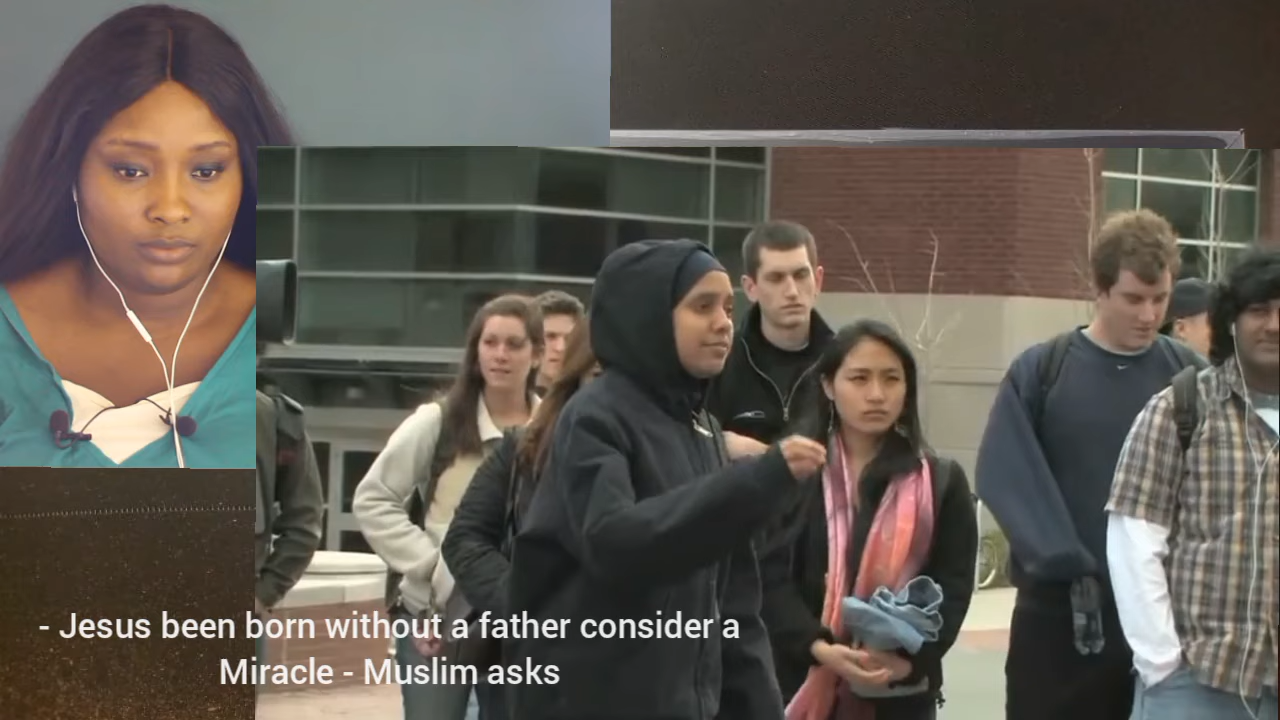 - Jesus been born without a father consider a
Miracle - Muslim asks